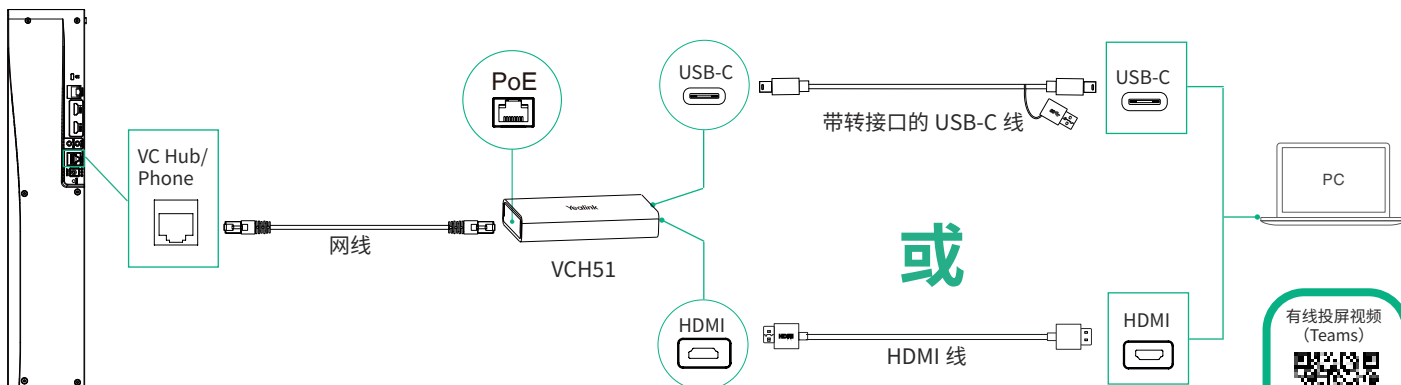 PoE
USB-C
USB-C
带转接口的 USB-C 线
VC Hub/
Phone
PC
Yealink
网线
VCH51
或
HDMI
HDMI
HDMI 线
HDMI
有线投屏视频
（Teams）